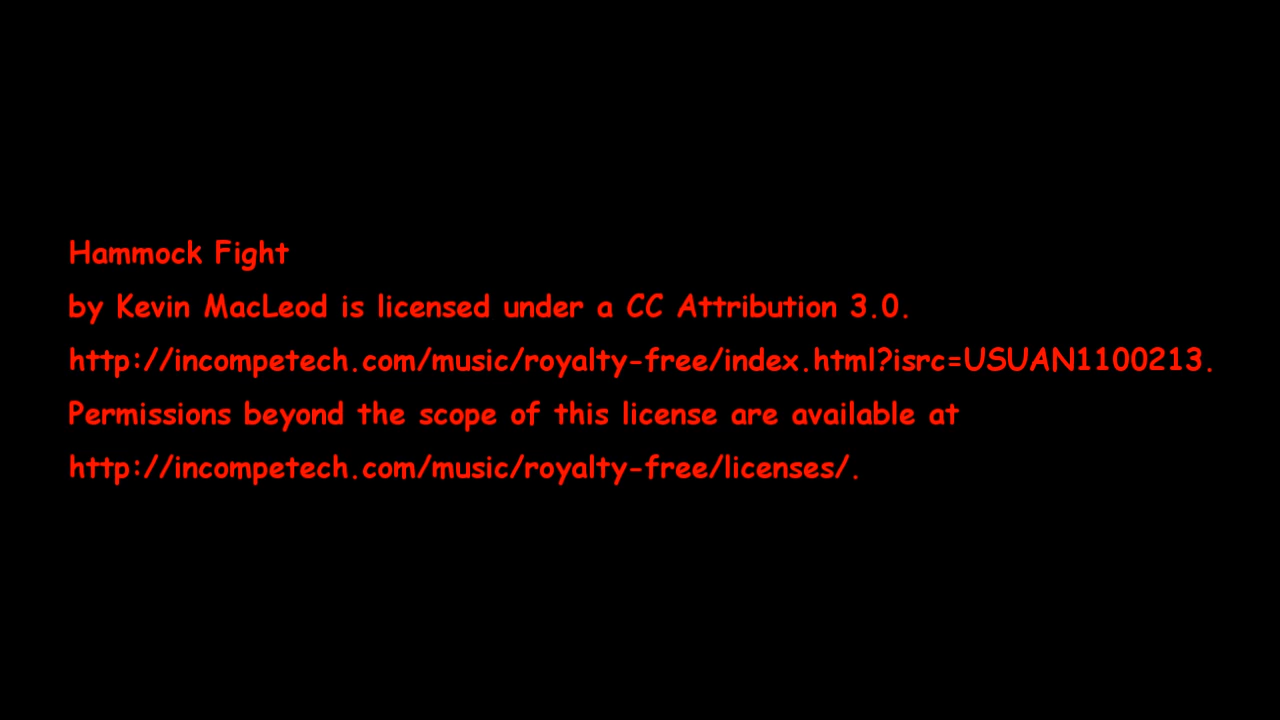 Hammock Fight
by Kevin MacLeod is licensed under a CC Attribution 3.0.
http://incompetech.com/music/royalty-free/index.html?isrc=USUAN1100213.
Permissions beyond the scope of this license are available at
http://incompetech.com/music/royalty-free/licenses/.